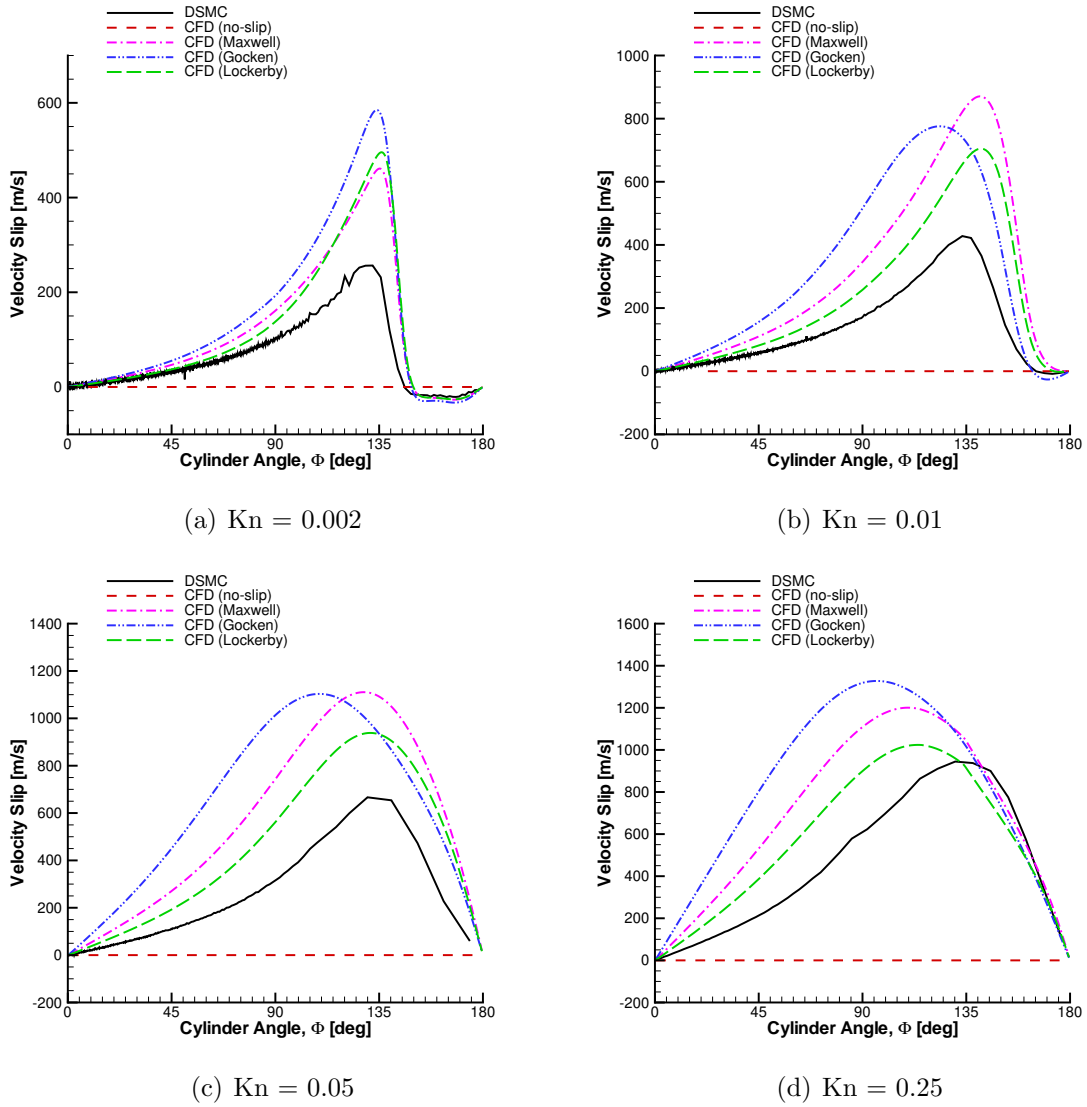 DSMC
CFD (no-slip)
CFD (Maxwell)
CFD (Gocken)
CFD (Lockerby)
Velocity Slip [m/s]
600
400
200
0
0 45 90 135 180
Cylinder Angle, Φ [deg]
(a) Kn = 0.002
DSMC
CFD (no-slip)
CFD (Maxwell)
CFD (Gocken)
CFD (Lockerby)
Velocity Slip [m/s]
1000
800
600
400
200
0
-200
0 45 90 135 180
Cylinder Angle, Φ [deg]
(b) Kn = 0.01
DSMC
CFD (no-slip)
CFD (Maxwell)
CFD (Gocken)
CFD (Lockerby)
Velocity Slip [m/s]
1400
1200
1000
800
600
400
200
0
-200
0 45 90 135 180
Cylinder Angle, Φ [deg]
(c) Kn = 0.05
DSMC
CFD (no-slip)
CFD (Maxwell)
CFD (Gocken)
CFD (Lockerby)
Velocity Slip [m/s]
1600
1400
1200
1000
800
600
400
200
0
-200
0 45 90 135 180
Cylinder Angle, Φ [deg]
(d) Kn = 0.25